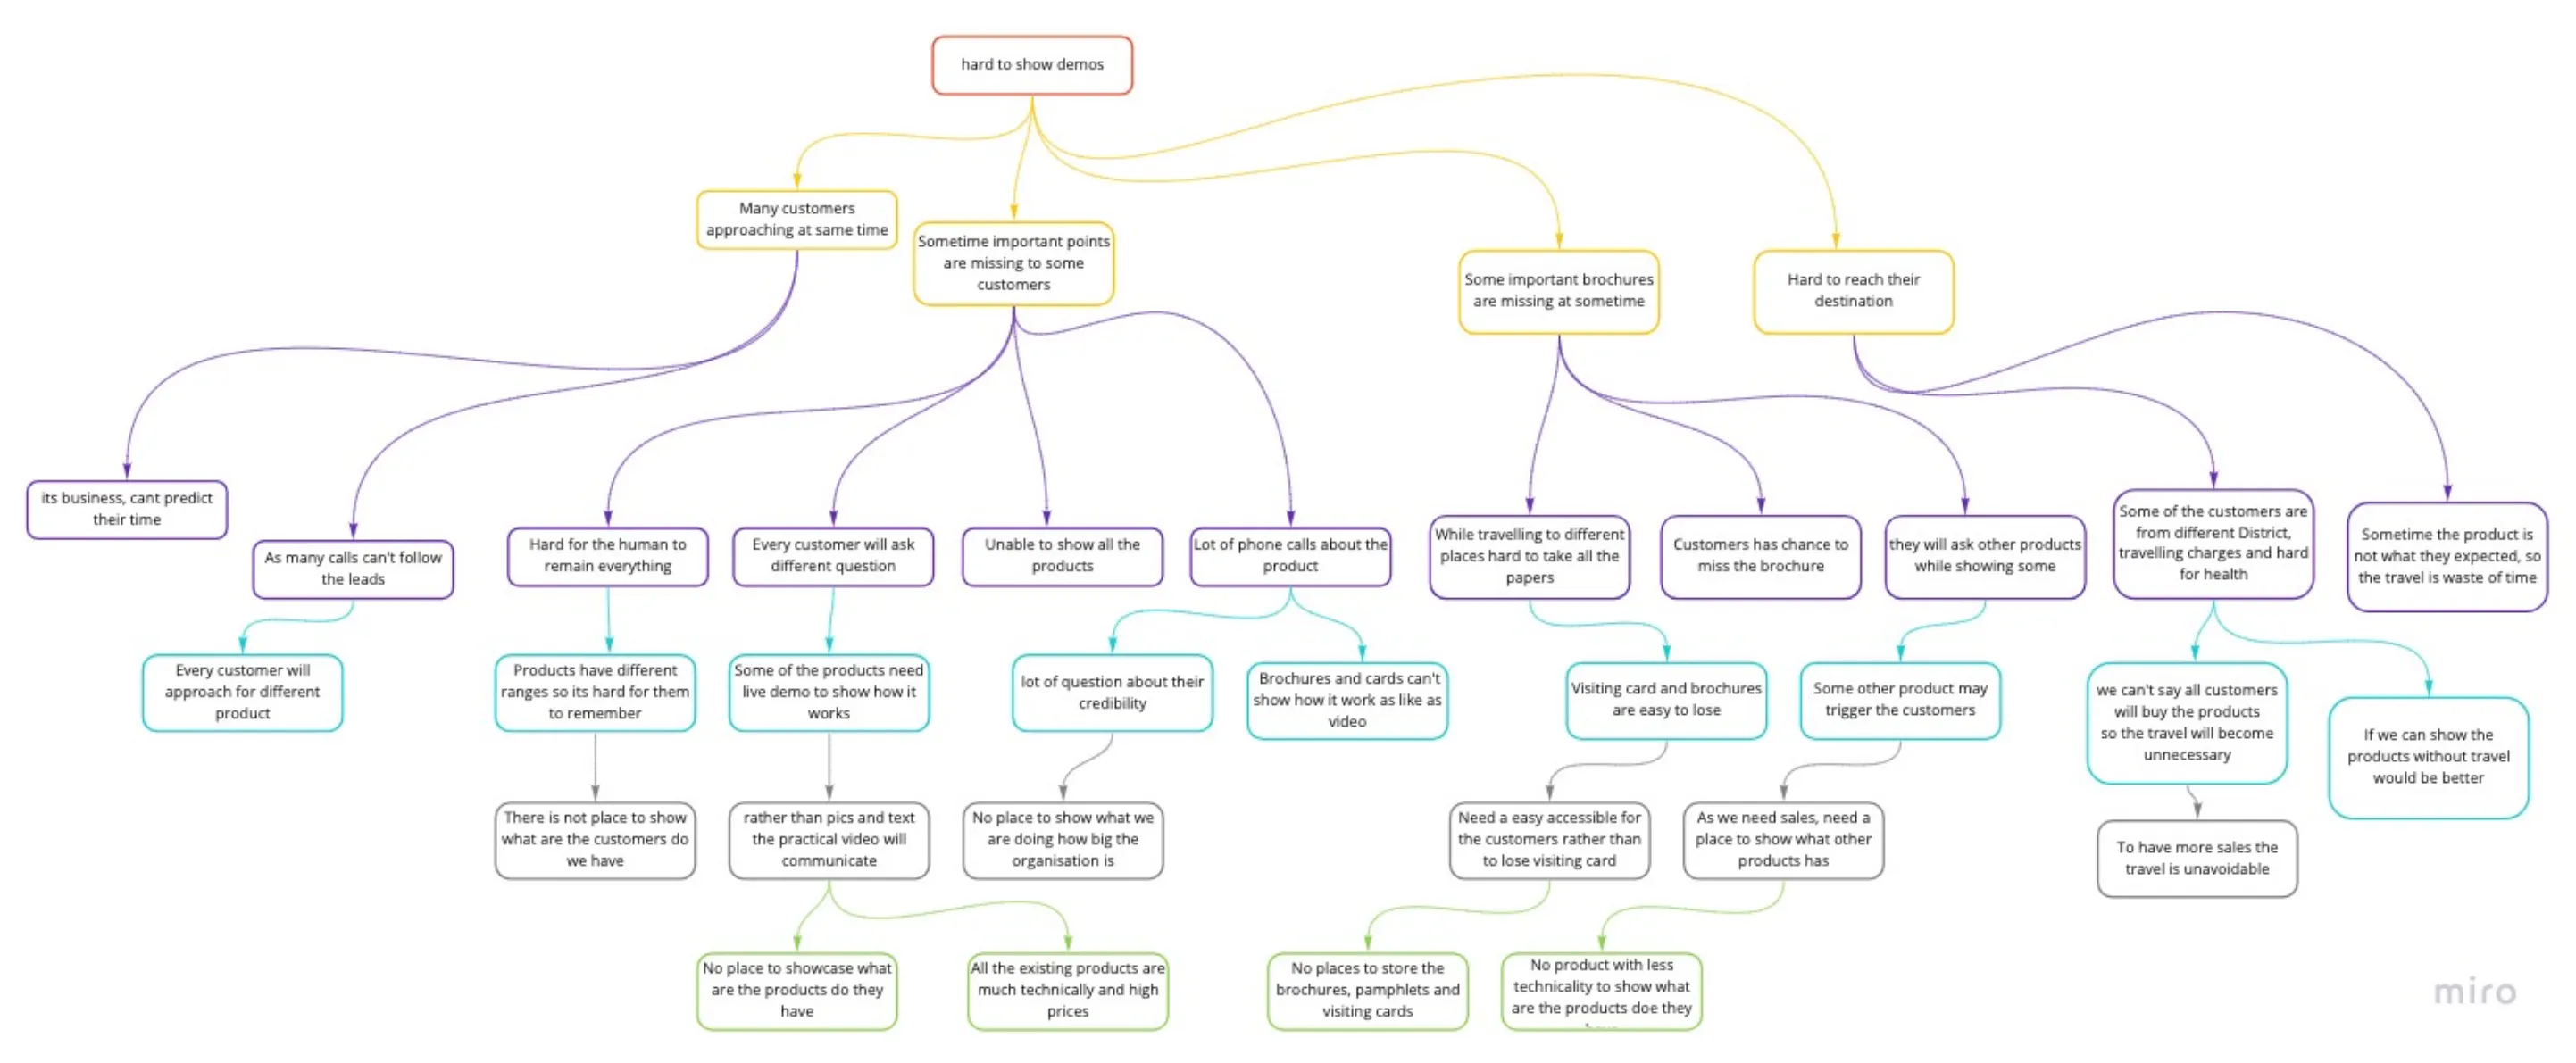 hard to show demos
Many customers
approaching at same time
Sometime important points
are missing to some
customers
Some important brochures
are missing at sometime
Hard to reach their
destination
its business, cant predict
their time
As many calls can't follow
the leads
Hard for the human to
remain everything
Every customer will ask
different question
Unable to show all the
products
Lot of phone calls about the
product
While travelling to different
places hard to take all the
papers
Customers has chance to
miss the brochure
they will ask other products
while showing some
Some of the customers are
from different District,
travelling charges and hard
for health
Sometime the product is
not what they expected, so
the travel is waste of time
Every customer will
approach for different
product
Products have different
ranges so its hard for them
to remember
Some of the products need
live demo to show how it
works
lot of question about their
credibility
Brochures and cards can't
show how it work as like as
video
Visiting card and brochures
are easy to lose
Some other product may
trigger the customers
we can't say all customers
will buy the products
so the travel will become
unnecessary
If we can show the
products without travel
would be better
There is not place to show
what are the customers do
we have
rather than pics and text
the practical video will
communicate
No place to show what we
are doing how big the
organisation is
Need a easy accessible for
the customers rather than
to lose visiting card
As we need sales, need a
place to show what other
products has
To have more sales the
travel is unavoidable
No place to showcase what
are the products do they
have
All the existing products are
much technically and high
prices
No places to store the
brochures, pamphlets and
visiting cards
No product with less
technicality to show what
are the products doe they
miro